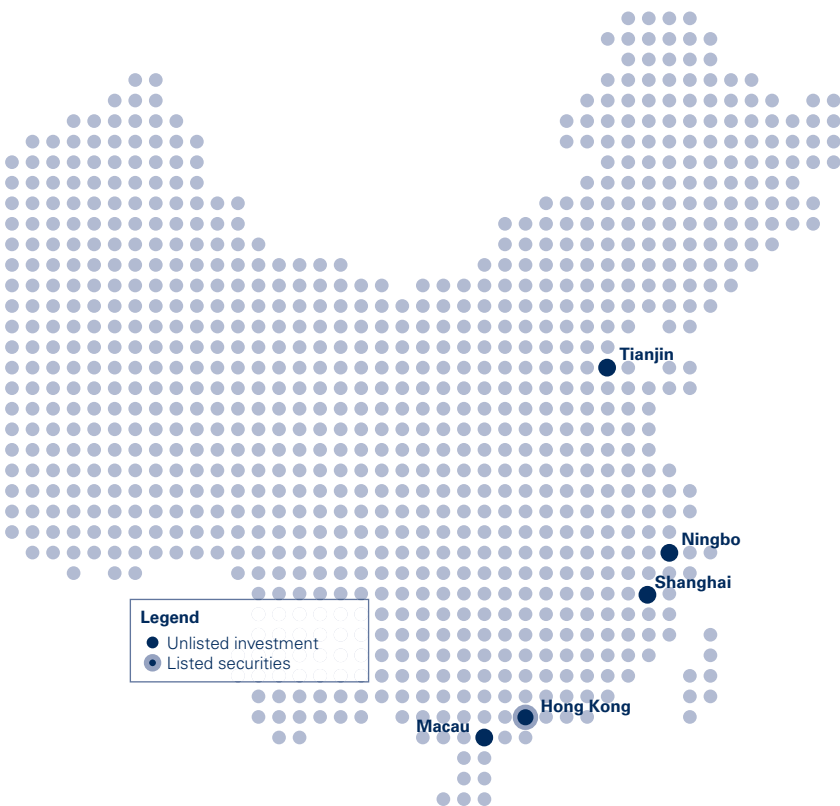 Tianjin
Ningbo
Shanghai
Legend
Unlisted investment
Listed securities
Hong Kong
Macau